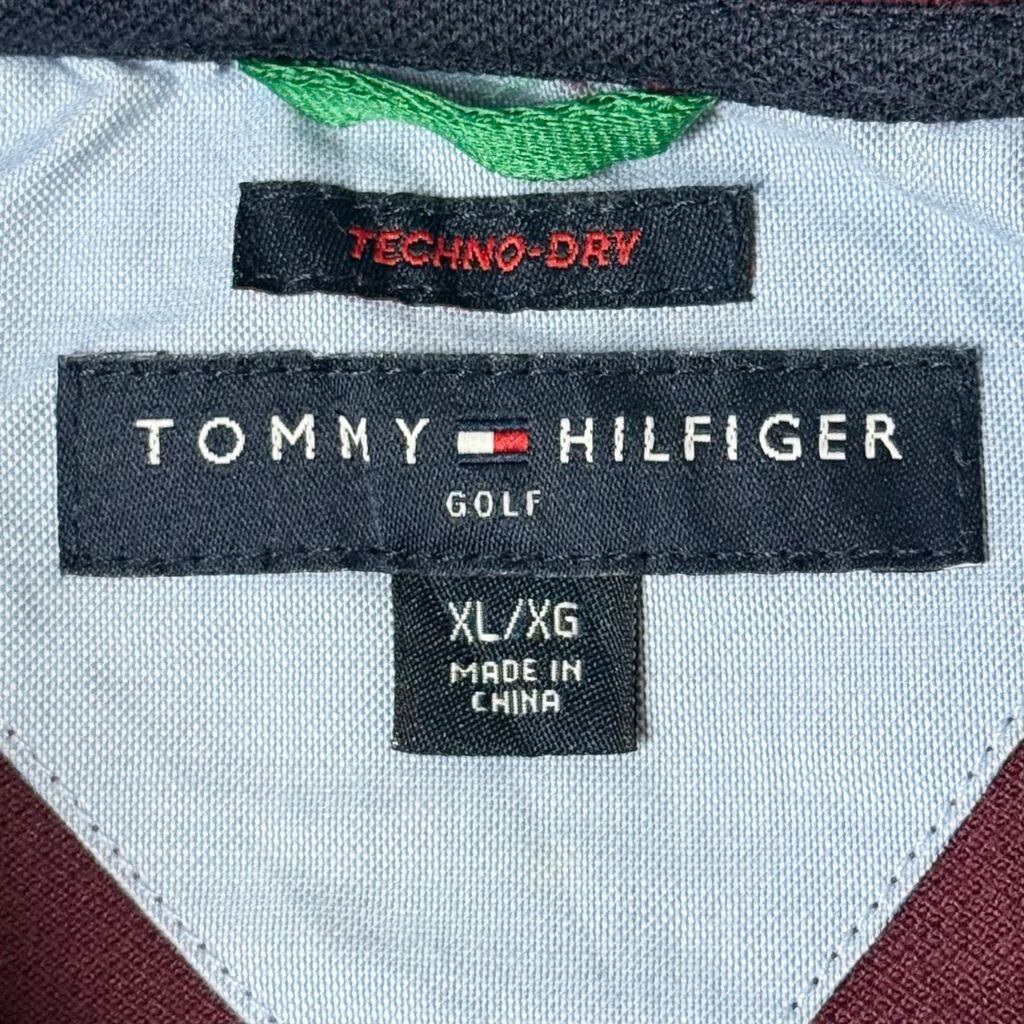 TECHNO-DRY
TOMMY HILFIGER
GOLF
XL/XG
MADE IN
CHINA